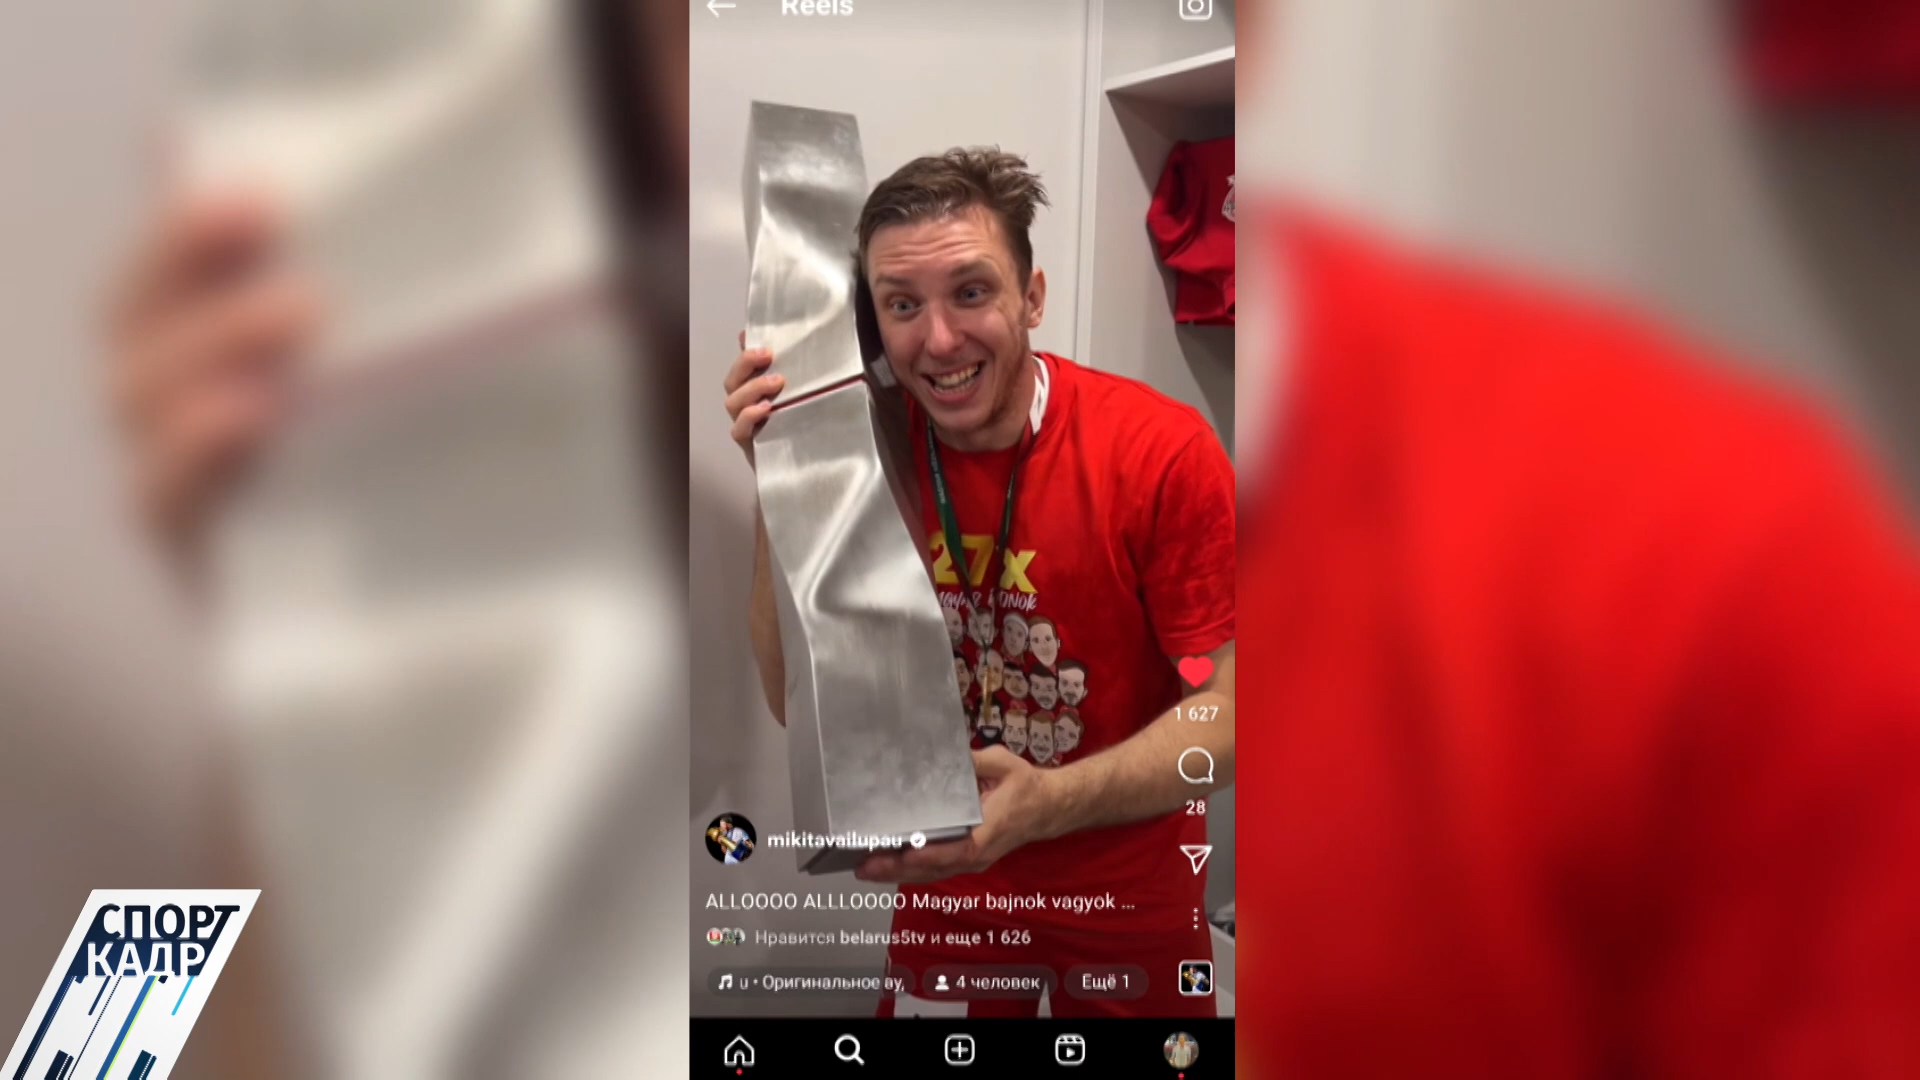 Reels
27x
1 627
28
mikitavailupau
ALLOOOO ALLLOOOO Magyar bajnok vagyok ...
Нравится belarus5tv и еще 1 626
u • Оригинальное ау,
4 человек
Ещё 1
СПОРТ
КАДР